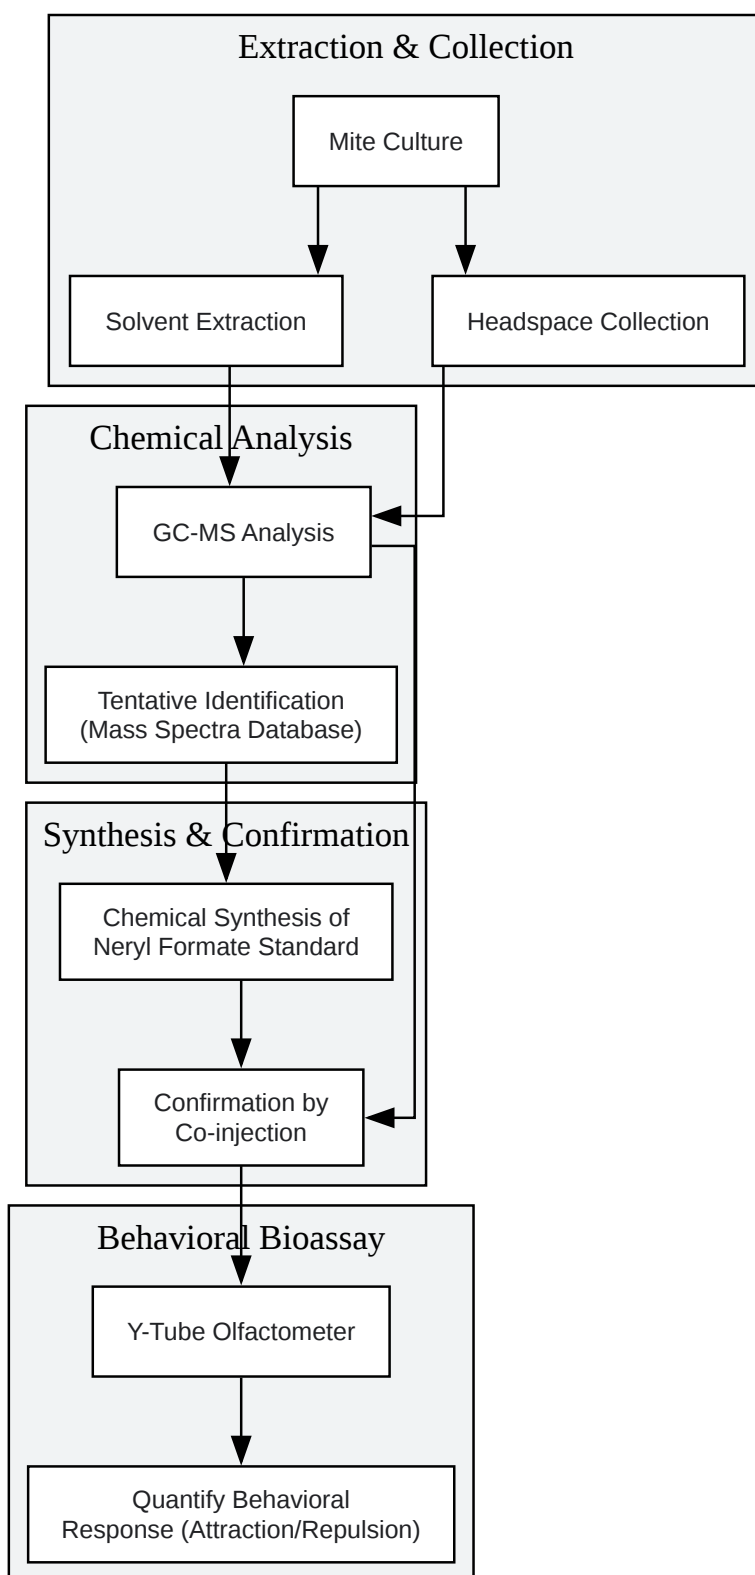 Extraction & Collection
Mite Culture
Solvent Extraction
Headspace Collection
Chemical Analysis
GC-MS Analysis
Tentative Identification
(Mass Spectra Database)
Synthesis & Confirmation
Chemical Synthesis of
Neryl Formate Standard
Confirmation by
Co-injection
Behavioral Bioassay
Y-Tube Olfactometer
Quantify Behavioral
Response (Attraction/Repulsion)